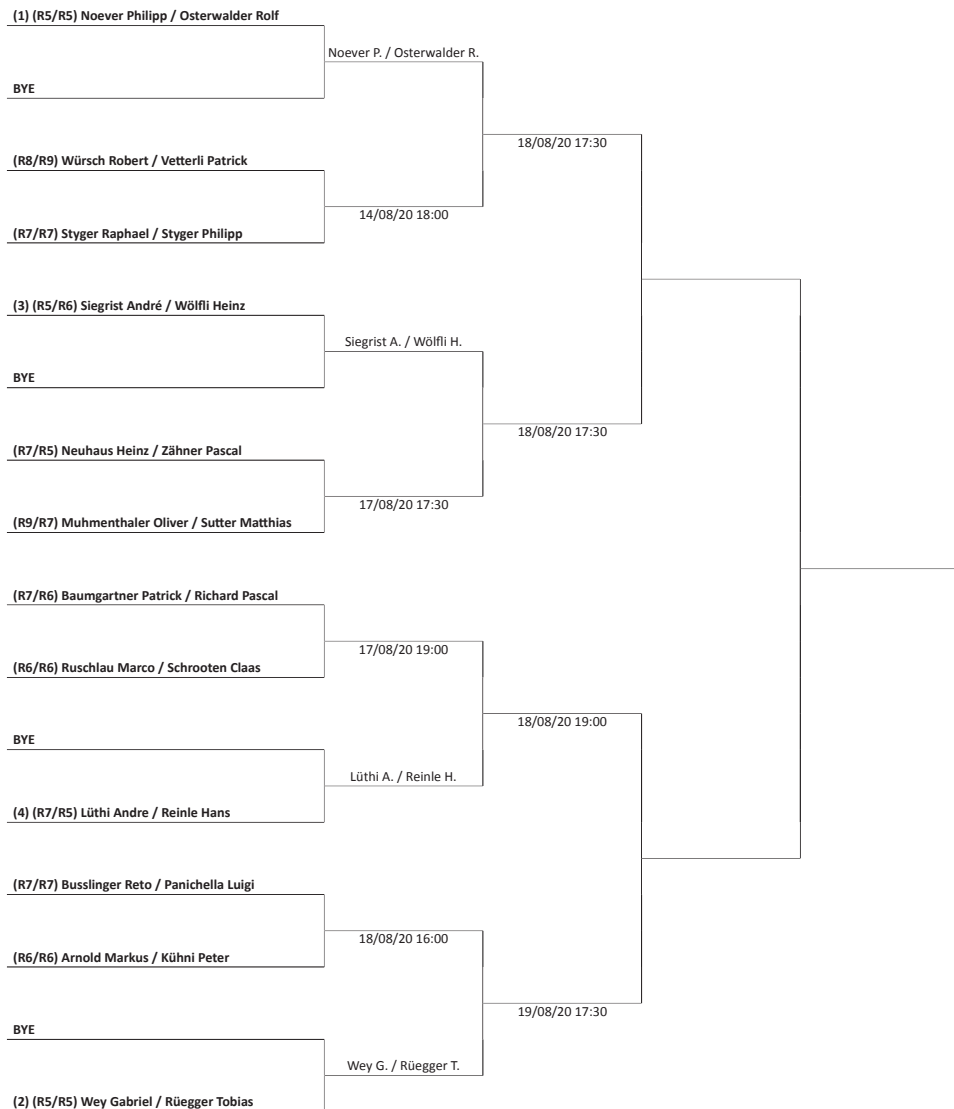 (1) (R5/R5) Noever Philipp / Osterwalder Rolf
Noever P. / Osterwalder R.
BYE
18/08/20 17:30
(R8/R9) Würsch Robert / Vetterli Patrick
14/08/20 18:00
(R7/R7) Styger Raphael / Styger Philipp
(3) (R5/R6) Siegrist André / Wölfli Heinz
Siegrist A. / Wölfli H.
BYE
18/08/20 17:30
(R7/R5) Neuhaus Heinz / Zähner Pascal
17/08/20 17:30
(R9/R7) Muhmenthaler Oliver / Sutter Matthias
(R7/R6) Baumgartner Patrick / Richard Pascal
17/08/20 19:00
(R6/R6) Ruschlau Marco / Schrooten Claas
18/08/20 19:00
BYE
Lüthi A. / Reinle H.
(4) (R7/R5) Lüthi Andre / Reinle Hans
(R7/R7) Busslinger Reto / Panichella Luigi
18/08/20 16:00
(R6/R6) Arnold Markus / Kühni Peter
19/08/20 17:30
BYE
Wey G. / Rüegger T.
(2) (R5/R5) Wey Gabriel / Rüegger Tobias